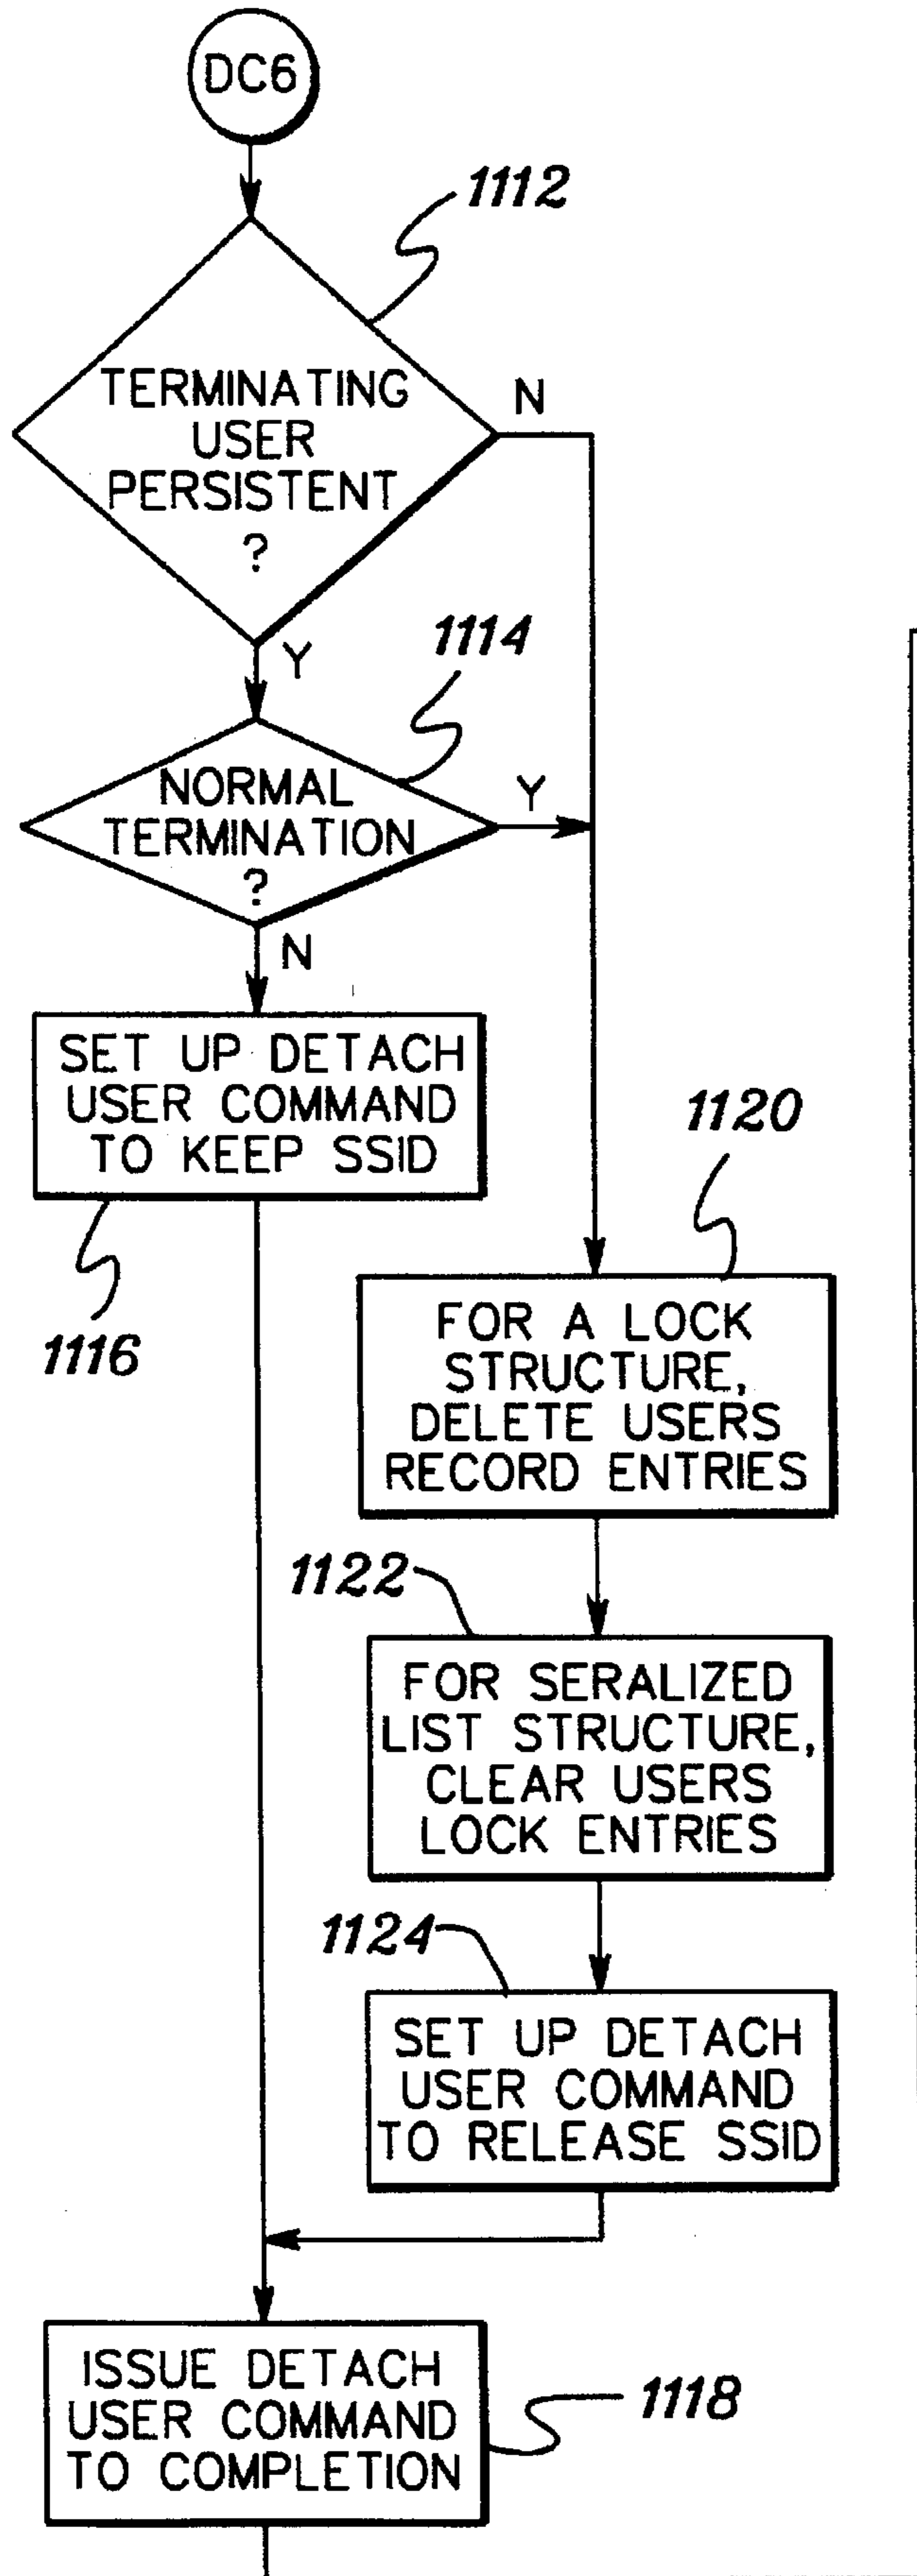 DC6
1112
TERMINATING
USER
PERSISTENT
?
N
Y
1114
NORMAL
TERMINATION
?
Y
N
SET UP DETACH
USER COMMAND
TO KEEP SSID
1116
1120
FOR A LOCK
STRUCTURE,
DELETE USERS
RECORD ENTRIES
1122
FOR SERALIZED
LIST STRUCTURE,
CLEAR USERS
LOCK ENTRIES
1124
SET UP DETACH
USER COMMAND
TO RELEASE SSID
ISSUE DETACH
USER COMMAND
TO COMPLETION
1118